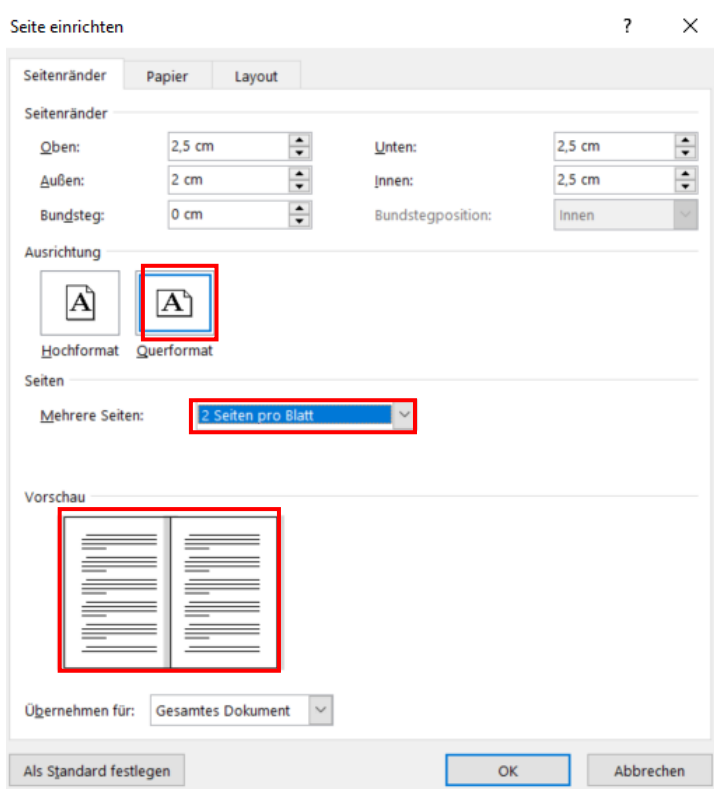 Seite einrichten ?
Seitenränder Papier Layout
Seitenränder
Oben: 2,5 cm Unten: 2,5 cm
Außen: 2 cm Innen: 2,5 cm
Bundsteg: 0 cm Bundstegposition: Innen
Ausrichtung
A A
Hochformat Querformat
Seiten
Mehrere Seiten: 2 Seiten pro Blatt
Vorschau
Übernehmen für: Gesamtes Dokument
Als Standard festlegen OK Abbrechen